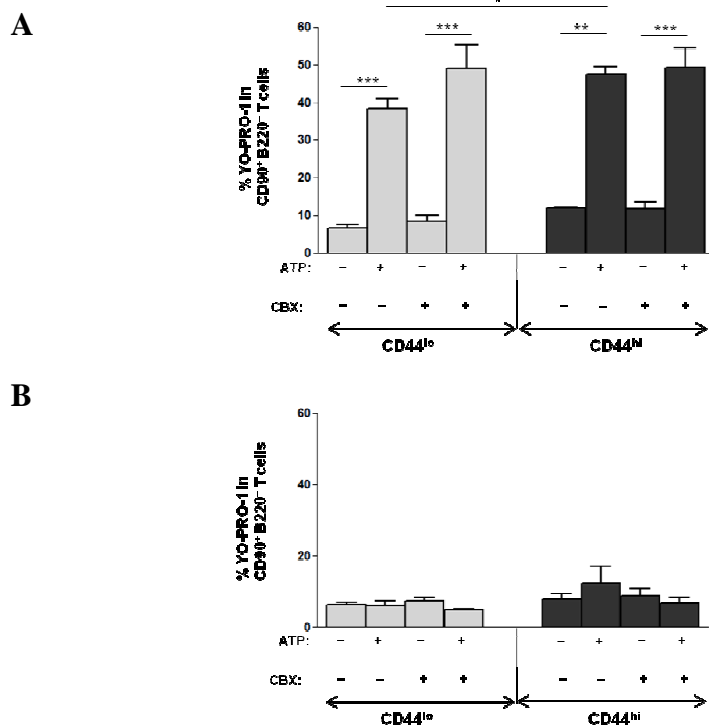 A
60
50
40
30
20
10
0
% YO-PRO-1 in
CD90⁺ B220⁻ T cells
*** *** ** ***
ATP: – + – + – + – +
CBX: – – + + – – + +
CD44ˡᵒ CD44ʰⁱ
B
60
40
20
0
% YO-PRO-1 in
CD90⁺ B220⁻ T cells
ATP: – + – + – + – +
CBX: – – + + – – + +
CD44ˡᵒ CD44ʰⁱ